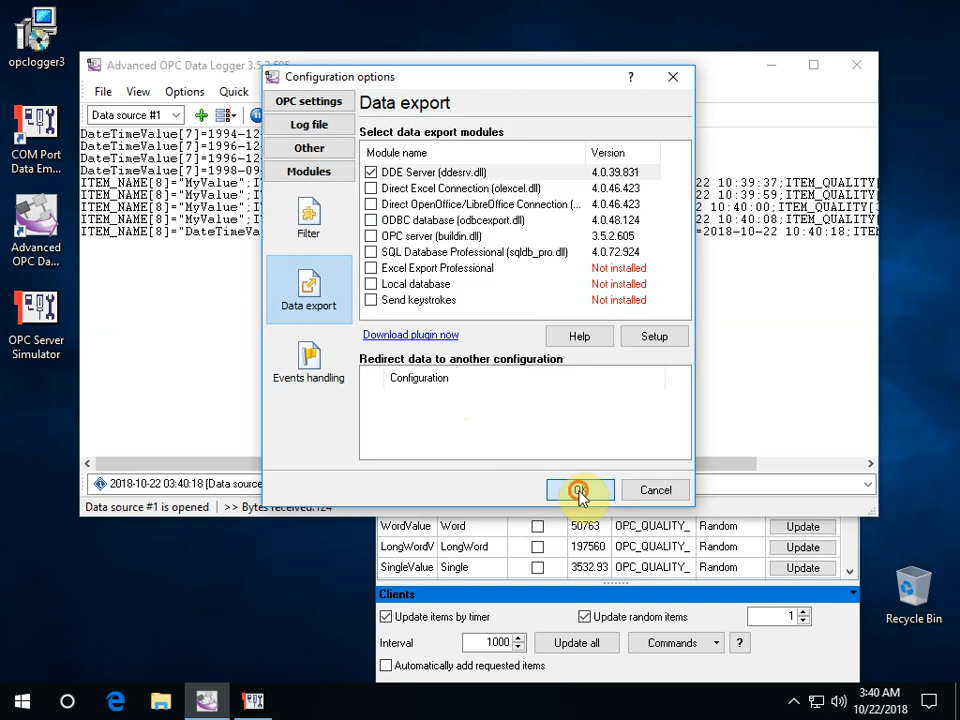 opclogger3
COM Port
Data Em...
Advanced
OPC Da...
OPC Server
Simulator
Recycle Bin
Advanced OPC Data Logger 3.5.2.605
File View Options Quick
Data source #1
DateTimeValue[7]=1994-12-
DateTimeValue[7]=1996-12-
DateTimeValue[7]=1996-12-
DateTimeValue[7]=1998-09-
ITEM_NAME[8]="MyValue";I
22 10:39:37;ITEM_QUALITY[
ITEM_NAME[8]="MyValue";I
22 10:39:59;ITEM_QUALITY[
ITEM_NAME[8]="MyValue";I
22 10:40:00;ITEM_QUALITY[
ITEM_NAME[8]="MyValue";I
22 10:40:08;ITEM_QUALITY[
ITEM_NAME[8]="DateTimeVa
=2018-10-22 10:40:18;ITEM_
2018-10-22 03:40:18 [Data sourc
Data source #1 is opened >> Bytes received:124
Configuration options
?
OPC settings
Log file
Other
Modules
Filter
Data export
Events handling
Data export
Select data export modules
Module name Version
DDE Server (ddesrv.dll) 4.0.39.831
Direct Excel Connection (olexcel.dll) 4.0.46.423
Direct OpenOffice/LibreOffice Connection (... 4.0.46.423
ODBC database (odbcexport.dll) 4.0.48.124
OPC server (buildin.dll) 3.5.2.605
SQL Database Professional (sqldb_pro.dll) 4.0.72.924
Excel Export Professional Not installed
Local database Not installed
Send keystrokes Not installed
Download plugin now
Help
Setup
Redirect data to another configuration
Configuration
OK
Cancel
WordValue Word 50763 OPC_QUALITY_ Random Update
LongWordV LongWord 197560 OPC_QUALITY_ Random Update
SingleValue Single 3532.93 OPC_QUALITY_ Random Update
Clients
Update items by timer
Update random items 1
Interval 1000 Update all Commands ?
Automatically add requested items
3:40 AM
10/22/2018